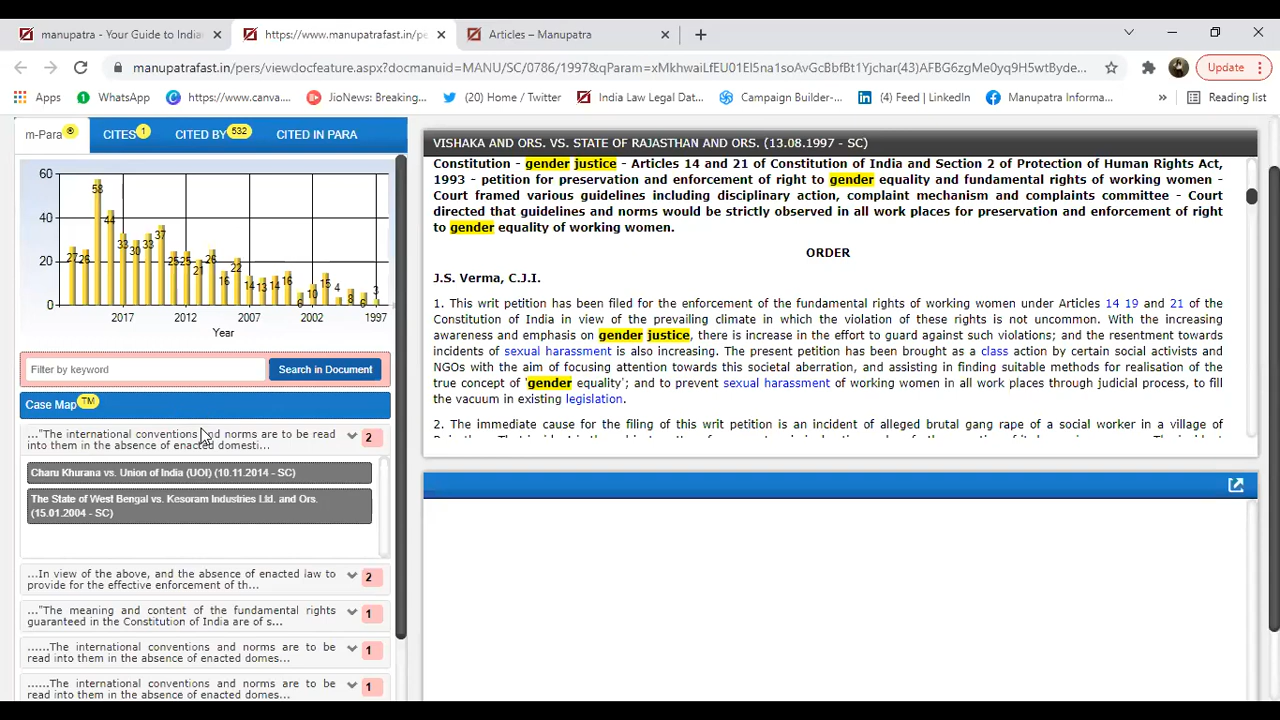 manupatra - Your Guide to India
https://www.manupatrafast.in/pe
Articles – Manupatra
manupatrafast.in/pers/viewdocfeature.aspx?docmanuid=MANU/SC/0786/1997&qParam=xMkhwaiLfEU01El5na1soAvGcBbfBt1Yjchar(43)AFBG6zgMe0yq9H5wtByde...
Update
Apps
WhatsApp
https://www.canva....
JioNews: Breaking,...
(20) Home / Twitter
India Law Legal Dat...
Campaign Builder-...
(4) Feed | LinkedIn
Manupatra Informa...
»
Reading list
m-Para
CITES 1
CITED BY 532
CITED IN PARA
60
40
20
0
27 26 58 44 33 30 33 37 25 25 21 26 16 22 14 13 14 16 6 10 15 4 8 6 3
2017 2012 2007 2002 1997
Year
Filter by keyword
Search in Document
Case Map TM
..."The international conventions and norms are to be read
into them in the absence of enacted domesti...
2
Charu Khurana vs. Union of India (UOI) (10.11.2014 - SC)
The State of West Bengal vs. Kesoram Industries Ltd. and Ors.
(15.01.2004 - SC)
...In view of the above, and the absence of enacted law to
provide for the effective enforcement of th...
2
..."The meaning and content of the fundamental rights
guaranteed in the Constitution of India are of s...
1
......The international conventions and norms are to be
read into them in the absence of enacted domes...
1
......The international conventions and norms are to be
read into them in the absence of enacted domes...
1
VISHAKA AND ORS. VS. STATE OF RAJASTHAN AND ORS. (13.08.1997 - SC)
Constitution - gender justice - Articles 14 and 21 of Constitution of India and Section 2 of Protection of Human Rights Act,
1993 - petition for preservation and enforcement of right to gender equality and fundamental rights of working women -
Court framed various guidelines including disciplinary action, complaint mechanism and complaints committee - Court
directed that guidelines and norms would be strictly observed in all work places for preservation and enforcement of right
to gender equality of working women.
ORDER
J.S. Verma, C.J.I.
1. This writ petition has been filed for the enforcement of the fundamental rights of working women under Articles 14 19 and 21 of the
Constitution of India in view of the prevailing climate in which the violation of these rights is not uncommon. With the increasing
awareness and emphasis on gender justice, there is increase in the effort to guard against such violations; and the resentment towards
incidents of sexual harassment is also increasing. The present petition has been brought as a class action by certain social activists and
NGOs with the aim of focusing attention towards this societal aberration, and assisting in finding suitable methods for realisation of the
true concept of 'gender equality'; and to prevent sexual harassment of working women in all work places through judicial process, to fill
the vacuum in existing legislation.
2. The immediate cause for the filing of this writ petition is an incident of alleged brutal gang rape of a social worker in a village of